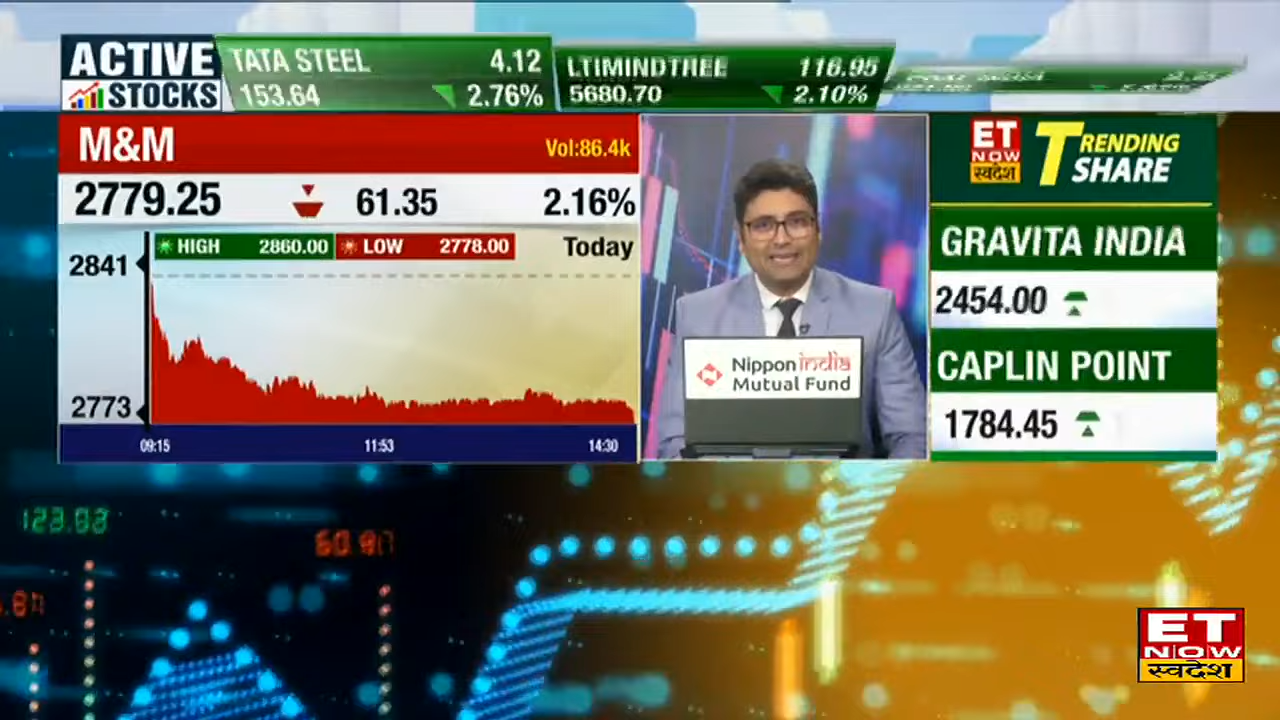 ACTIVE
STOCKS
TATA STEEL 4.12
153.64 2.76%
LTIMINDTREE 116.95
5680.70 2.10%
M&M Vol:86.4k
2779.25 61.35 2.16%
HIGH 2860.00 LOW 2778.00 Today
2841
2773
09:15 11:53 14:30
Nippon india
Mutual Fund
ET
NOW
स्वदेश
TRENDING
SHARE
GRAVITA INDIA
2454.00
CAPLIN POINT
1784.45
123.03
ET
NOW
स्वदेश